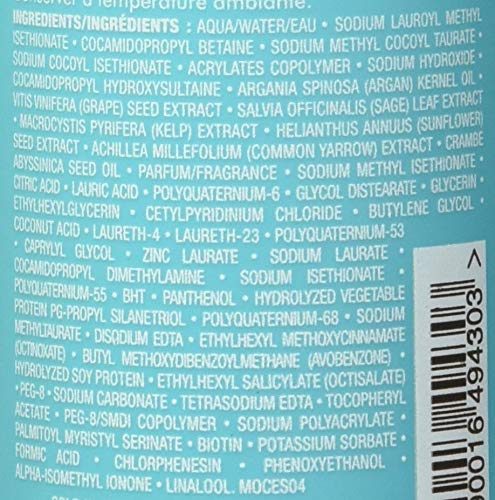 conserver à température ambiante.
INGREDIENTS/INGRÉDIENTS : AQUA/WATER/EAU • SODIUM LAUROYL METHYL
ISETHIONATE • COCAMIDOPROPYL BETAINE • SODIUM METHYL COCOYL TAURATE •
SODIUM COCOYL ISETHIONATE • ACRYLATES COPOLYMER • SODIUM HYDROXIDE •
COCAMIDOPROPYL HYDROXYSULTAINE • ARGANIA SPINOSA (ARGAN) KERNEL OIL •
VITIS VINIFERA (GRAPE) SEED EXTRACT • SALVIA OFFICINALIS (SAGE) LEAF EXTRACT
• MACROCYSTIS PYRIFERA (KELP) EXTRACT • HELIANTHUS ANNUUS (SUNFLOWER)
SEED EXTRACT • ACHILLEA MILLEFOLIUM (COMMON YARROW) EXTRACT • CRAMBE
ABYSSINICA SEED OIL • PARFUM/FRAGRANCE • SODIUM METHYL ISETHIONATE •
CITRIC ACID • LAURIC ACID • POLYQUATERNIUM-6 • GLYCOL DISTEARATE • GLYCERIN •
ETHYLHEXYLGLYCERIN • CETYLPYRIDINIUM CHLORIDE • BUTYLENE GLYCOL •
COCONUT ACID • LAURETH-4 • LAURETH-23 • POLYQUATERNIUM-53
• CAPRYLYL GLYCOL • ZINC LAURATE • SODIUM LAURATE •
COCAMIDOPROPYL DIMETHYLAMINE • SODIUM ISETHIONATE •
POLYQUATERNIUM-55 • BHT • PANTHENOL • HYDROLYZED VEGETABLE
PROTEIN PG-PROPYL SILANETRIOL • POLYQUATERNIUM-68 • SODIUM
METHYLTAURATE • DISODIUM EDTA • ETHYLHEXYL METHOXYCINNAMATE
(OCTINOXATE) • BUTYL METHOXYDIBENZOYLMETHANE (AVOBENZONE) •
HYDROLYZED SOY PROTEIN • ETHYLHEXYL SALICYLATE (OCTISALATE)
• PEG-8 • SODIUM CARBONATE • TETRASODIUM EDTA • TOCOPHERYL
ACETATE • PEG-8/SMDI COPOLYMER • SODIUM POLYACRYLATE •
PALMITOYL MYRISTYL SERINATE • BIOTIN • POTASSIUM SORBATE •
FORMIC ACID • CHLORPHENESIN • PHENOXYETHANOL •
ALPHA-ISOMETHYL IONONE • LINALOOL. MOCES04
60016 494303 >